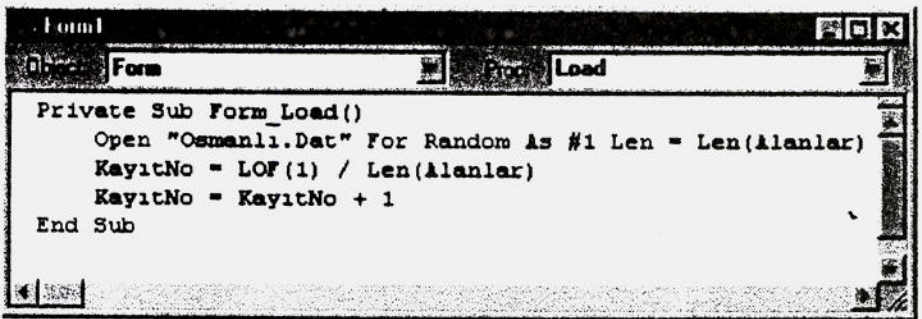 Form1
Object: Form Proc: Load
Private Sub Form_Load()
Open "Osmanlı.Dat" For Random As #1 Len = Len(Alanlar)
KayıtNo = LOF(1) / Len(Alanlar)
KayıtNo = KayıtNo + 1
End Sub